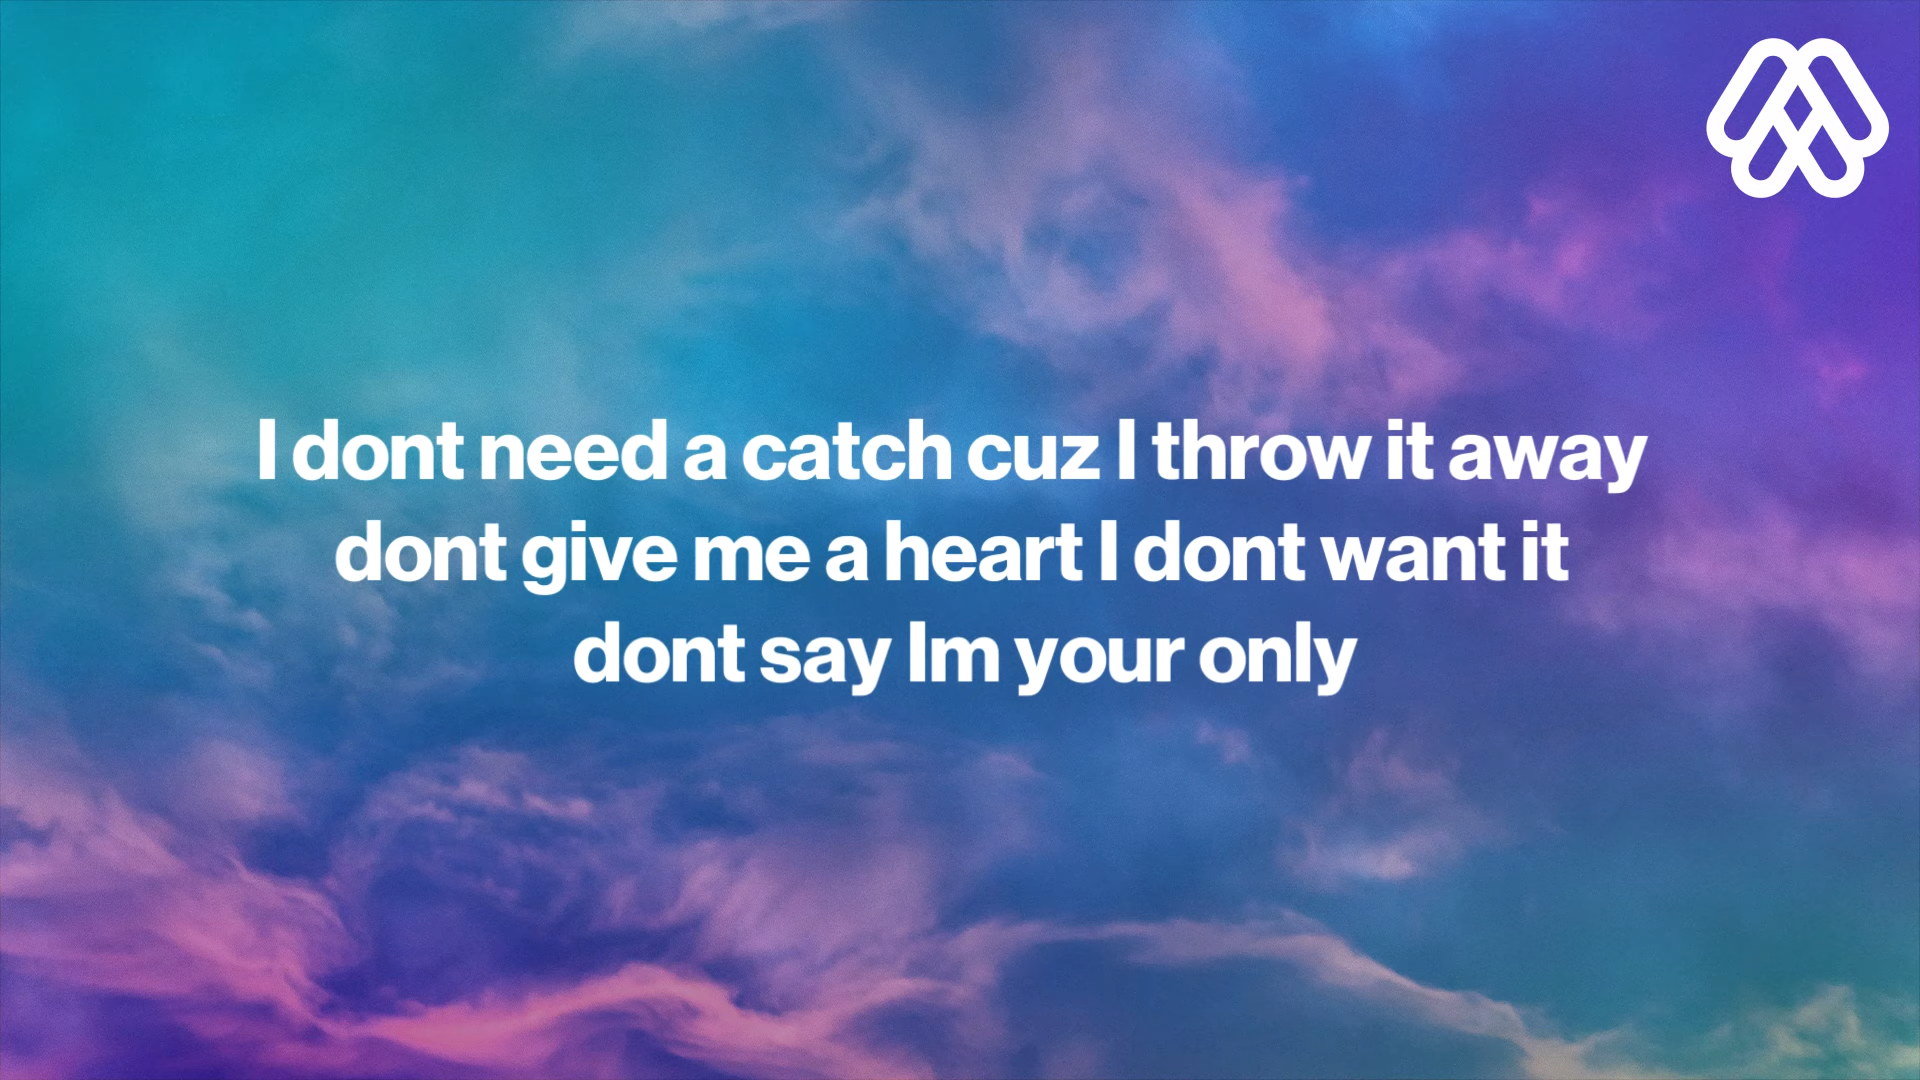 I dont need a catch cuz I throw it away
dont give me a heart I dont want it
dont say Im your only